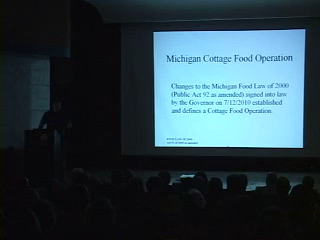 Michigan Cottage Food Operation
Changes to the Michigan Food Law of 2000
(Public Act 92 as amended) signed into law
by the Governor on 7/12/2010 established
and defines a Cottage Food Operation.